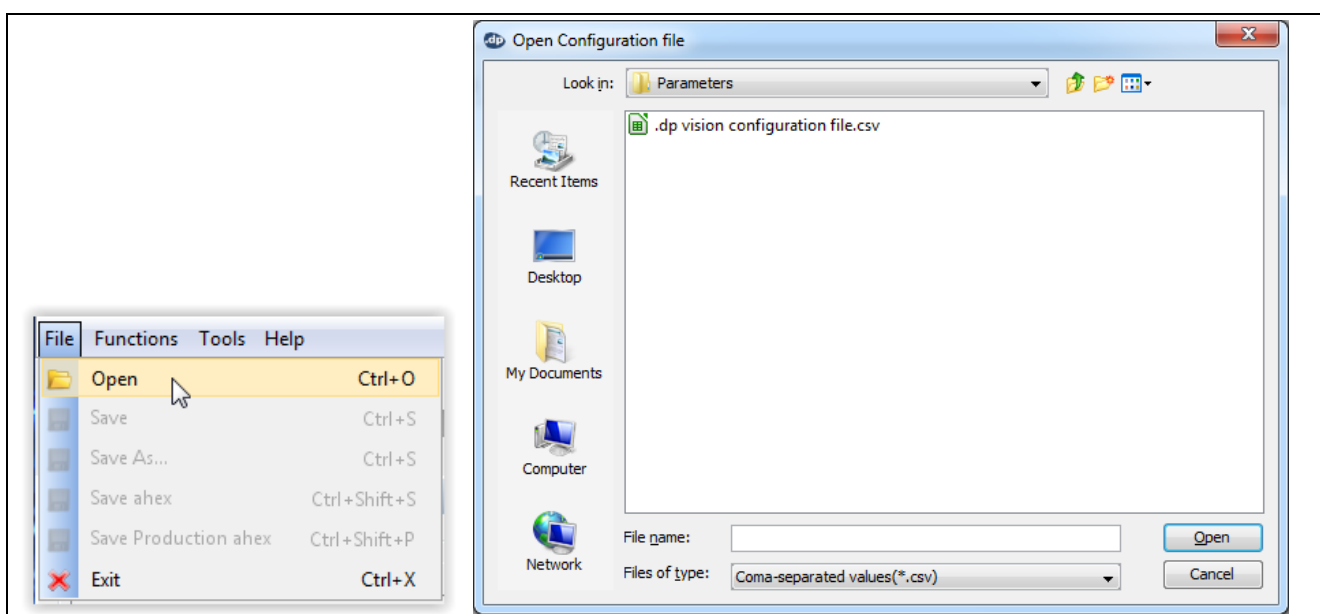 File Functions Tools Help
Open Ctrl+O
Save Ctrl+S
Save As... Ctrl+S
Save ahex Ctrl+Shift+S
Save Production ahex Ctrl+Shift+P
Exit Ctrl+X
.dp Open Configuration file
Look in: Parameters
.dp vision configuration file.csv
Recent Items
Desktop
My Documents
Computer
Network
File name: Open
Files of type: Coma-separated values(*.csv) Cancel